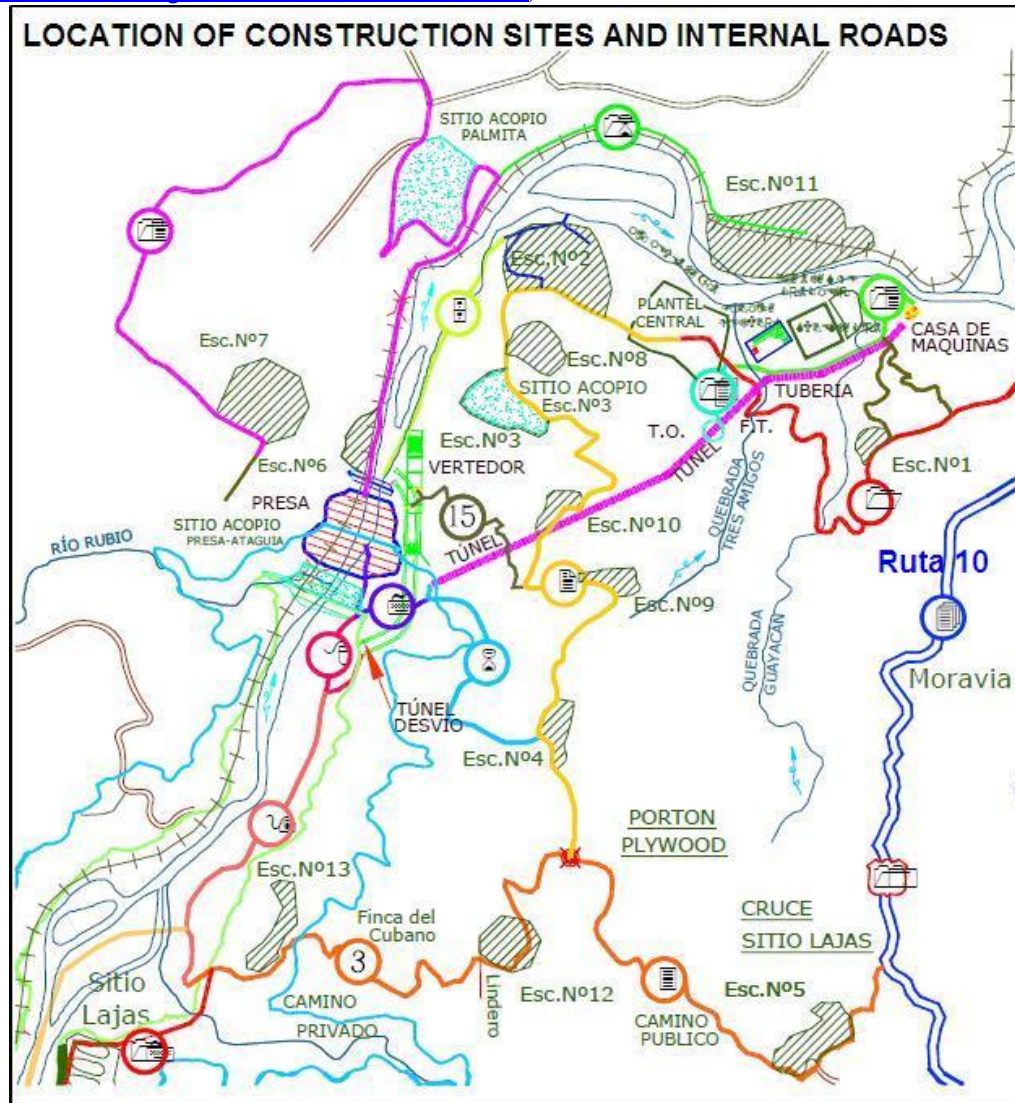 LOCATION OF CONSTRUCTION SITES AND INTERNAL ROADS
SITIO ACOPIO
PALMITA
Esc.Nº11
Esc.Nº2
PLANTEL
CENTRAL
CASA DE
MAQUINAS
Esc.Nº7
Esc.Nº8
SITIO ACOPIO
Esc.Nº3
TUBERIA
T.O.
F.T.
TÚNEL
Esc.Nº3
VERTEDOR
Esc.Nº6
PRESA
Esc.Nº1
15
TÚNEL
Esc.Nº10
QUEBRADA
TRES AMIGOS
SITIO ACOPIO
PRESA-ATAGUIA
RÍO RUBIO
Ruta 10
Esc.Nº9
QUEBRADA
GUAYACÁN
Moravia
TÚNEL
DESVIO
Esc.Nº4
PORTON
PLYWOOD
Esc.Nº13
CRUCE
SITIO LAJAS
Finca del
Cubano
3
Sitio
Lajas
CAMINO
PRIVADO
Lindero
Esc.Nº12
CAMINO
PUBLICO
Esc.Nº5